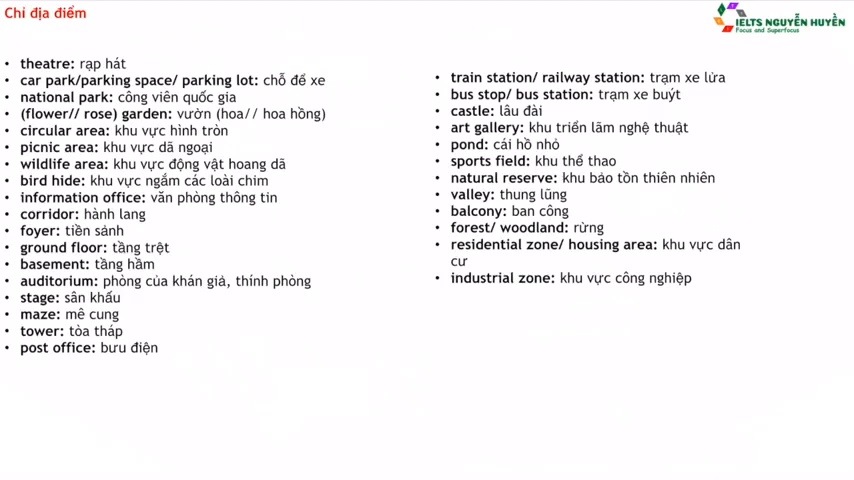 Chỉ địa điểm
IELTS NGUYỄN HUYỀN
Focus and Superfocus
• theatre: rạp hát
• car park/parking space/ parking lot: chỗ để xe
• national park: công viên quốc gia
• (flower// rose) garden: vườn (hoa// hoa hồng)
• circular area: khu vực hình tròn
• picnic area: khu vực dã ngoại
• wildlife area: khu vực động vật hoang dã
• bird hide: khu vực ngắm các loài chim
• information office: văn phòng thông tin
• corridor: hành lang
• foyer: tiền sảnh
• ground floor: tầng trệt
• basement: tầng hầm
• auditorium: phòng của khán giả, thính phòng
• stage: sân khấu
• maze: mê cung
• tower: tòa tháp
• post office: bưu điện
• train station/ railway station: trạm xe lửa
• bus stop/ bus station: trạm xe buýt
• castle: lâu đài
• art gallery: khu triển lãm nghệ thuật
• pond: cái hồ nhỏ
• sports field: khu thể thao
• natural reserve: khu bảo tồn thiên nhiên
• valley: thung lũng
• balcony: ban công
• forest/ woodland: rừng
• residential zone/ housing area: khu vực dân
cư
• industrial zone: khu vực công nghiệp